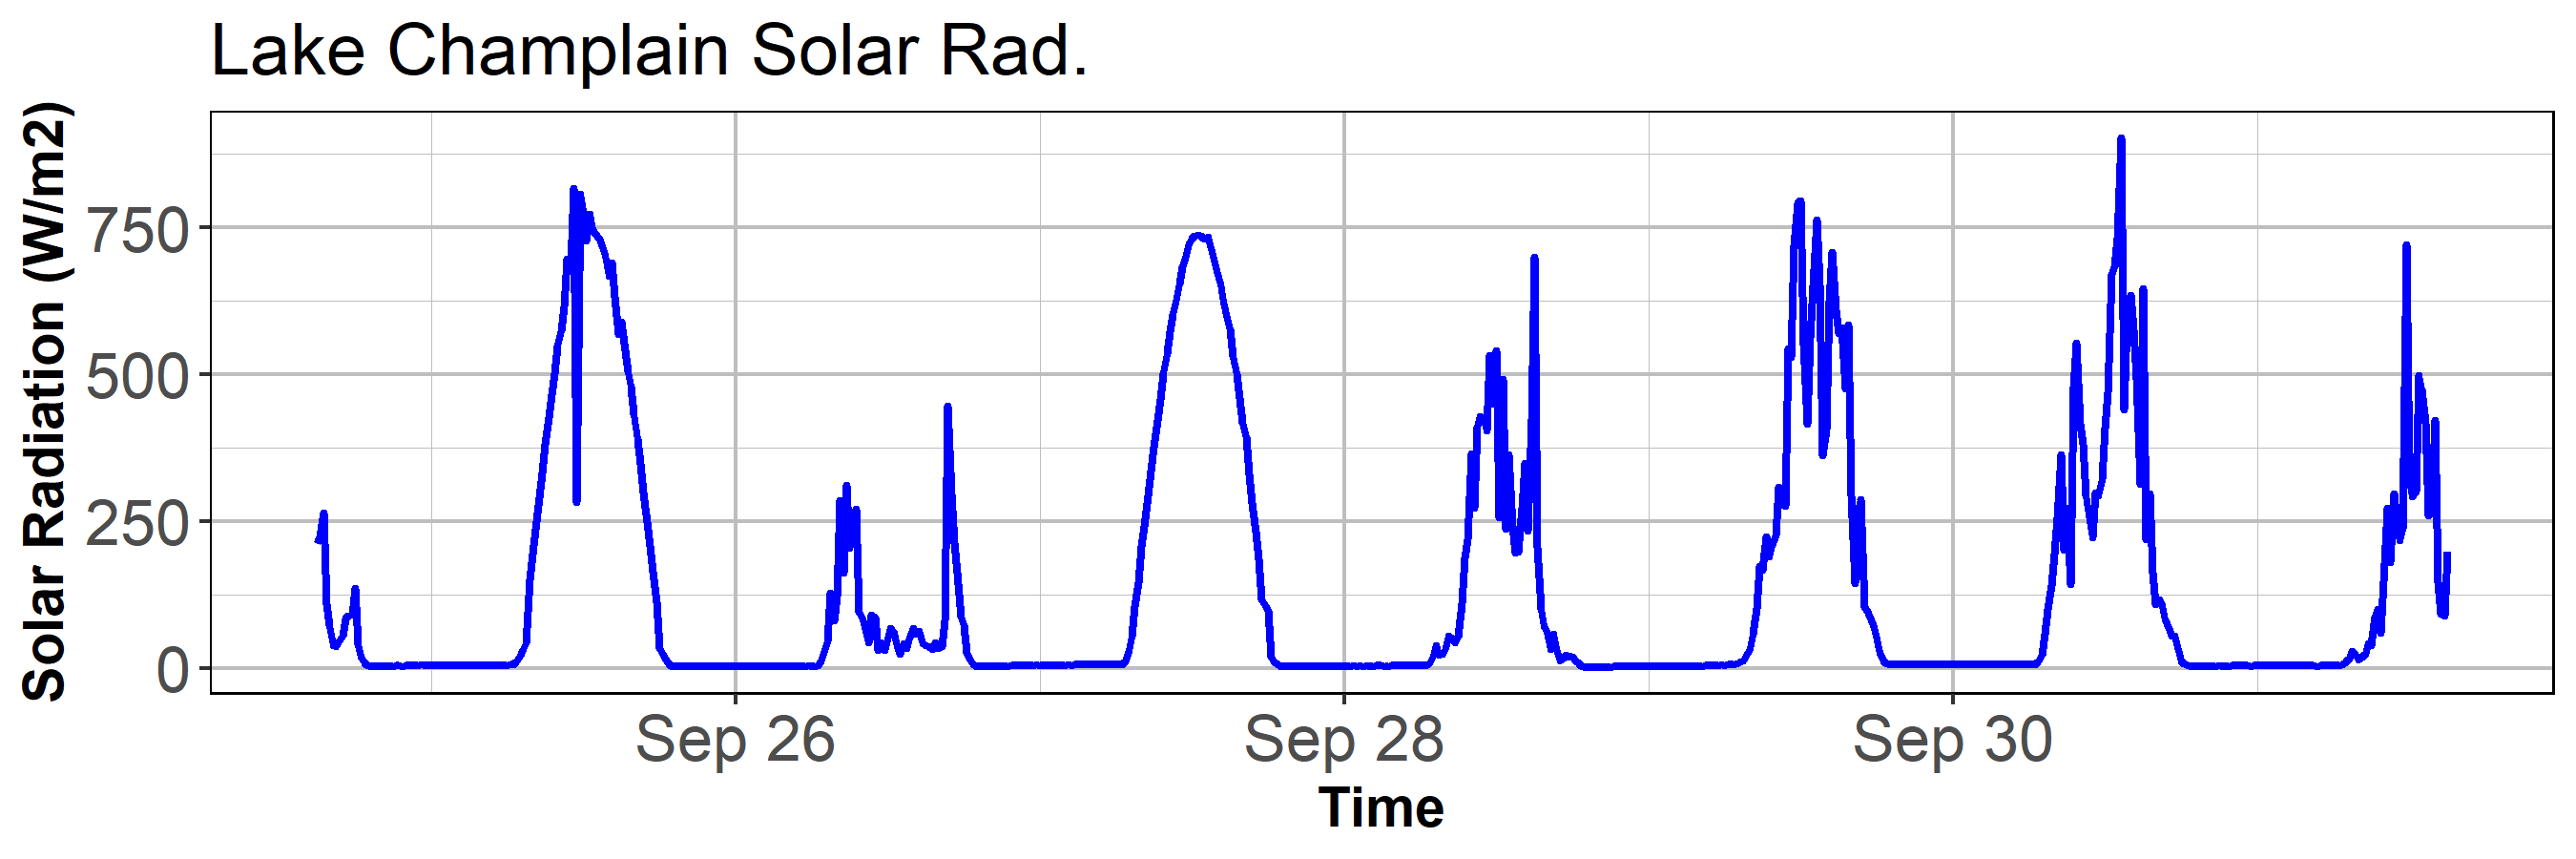 Lake Champlain Solar Rad.
Solar Radiation (W/m2)
750
500
250
0
Sep 26
Sep 28
Sep 30
Time